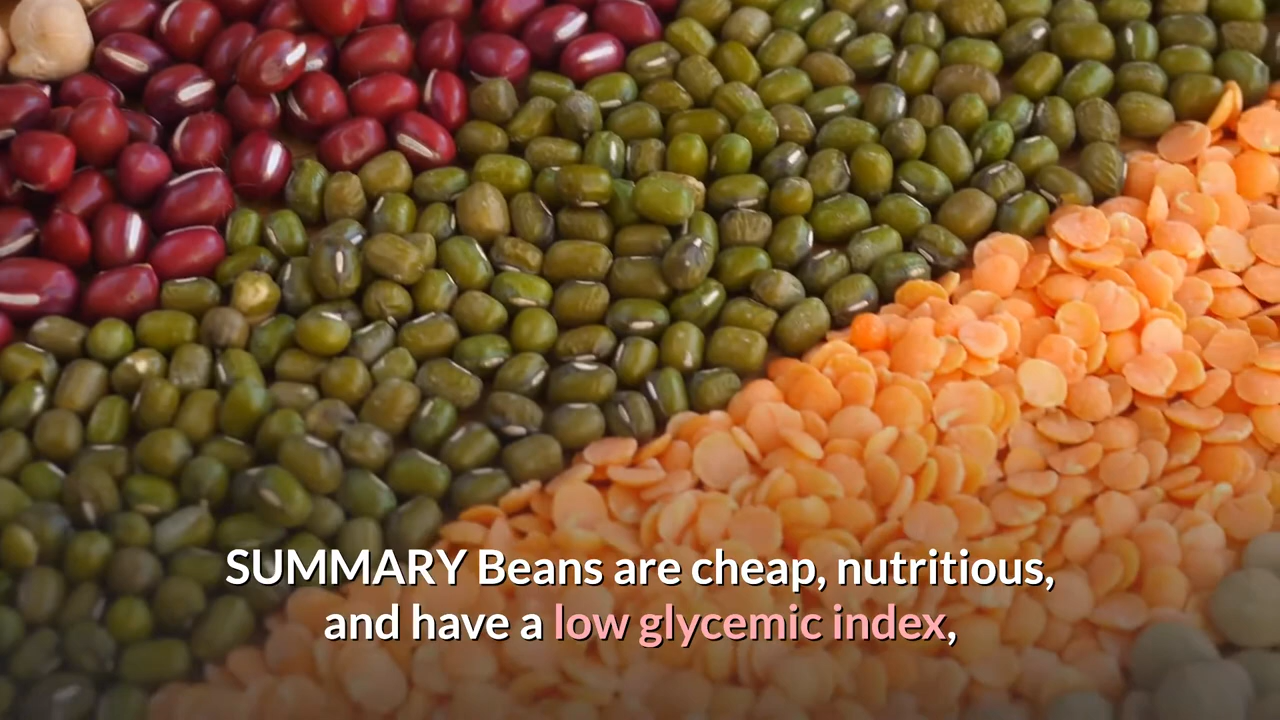 SUMMARY Beans are cheap, nutritious,
and have a low glycemic index,